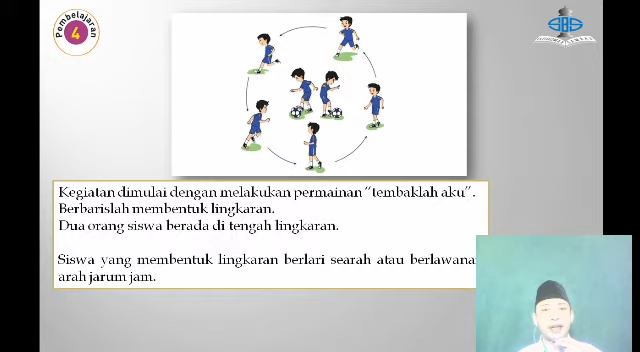 Pembelajaran
4
SBS
Kegiatan dimulai dengan melakukan permainan “tembaklah aku”.
Berbarislah membentuk lingkaran.
Dua orang siswa berada di tengah lingkaran.
Siswa yang membentuk lingkaran berlari searah atau berlawana
arah jarum jam.